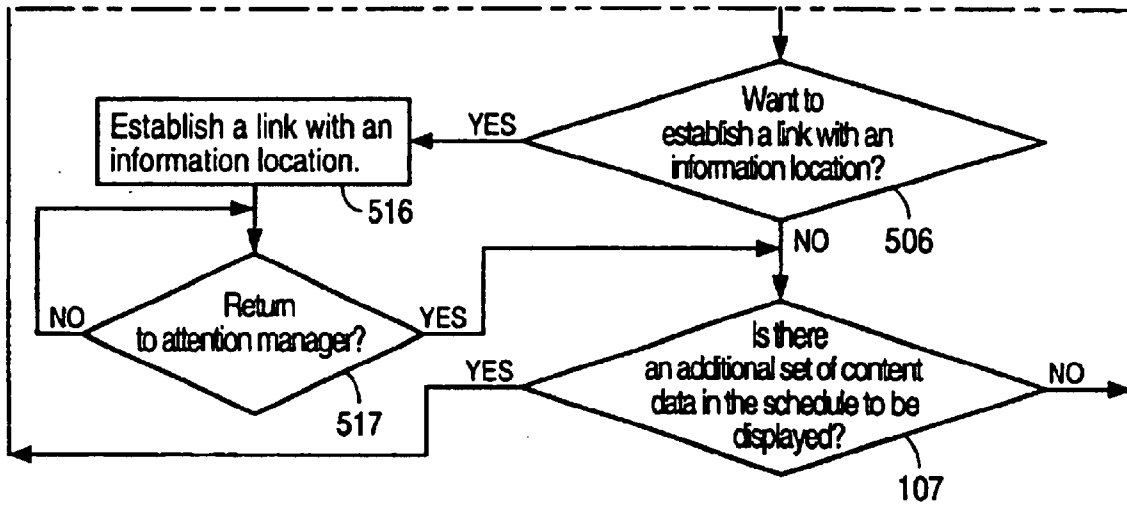 Want to
establish a link with an
information location?
506
YES
Establish a link with an
information location.
516
NO
Return
to attention manager?
517
NO
YES
Is there
an additional set of content
data in the schedule to be
displayed?
107
YES
NO